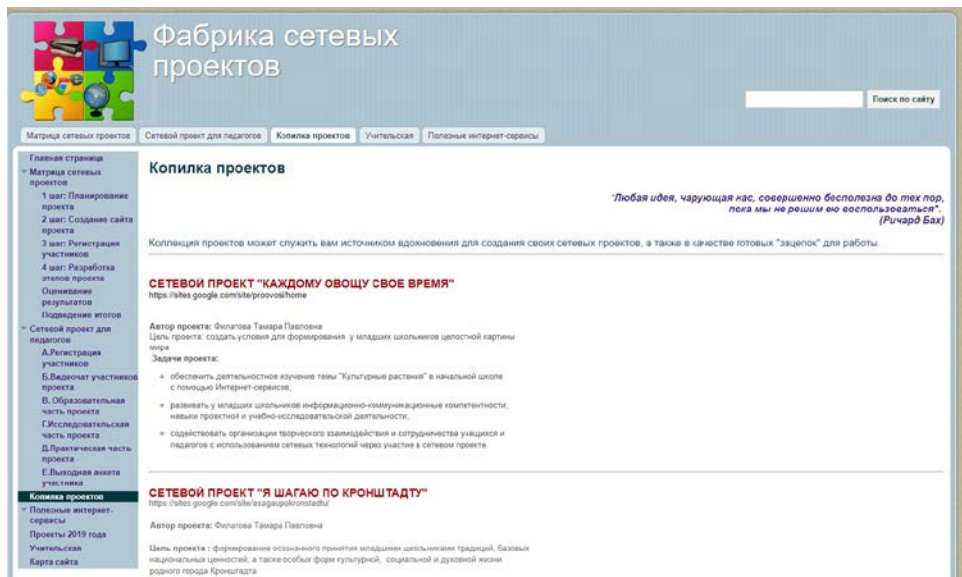 Фабрика сетевых
проектов
Поиск по сайту
Матрица сетевых проектов
Сетевой проект для педагогов
Копилка проектов
Учительская
Полезные интернет-сервисы
Главная страница
Матрица сетевых
проектов
1 шаг: Планирование
проекта
2 шаг: Создание сайта
проекта
3 шаг: Регистрация
участников
4 шаг: Разработка
этапов проекта
Оценивание
результатов
Подведение итогов
Сетевой проект для
педагогов
А.Регистрация
участников
Б.Видеочат участников
проекта
В. Образовательная
часть проекта
Г.Исследовательская
часть проекта
Д.Практическая часть
проекта
Е.Выходная анкета
участника
Копилка проектов
Полезные интернет-
сервисы
Проекты 2019 года
Учительская
Карта сайта
Копилка проектов
"Любая идея, чарующая нас, совершенно бесполезна до тех пор,
пока мы не решим ею воспользоваться".
(Ричард Бах)
Коллекция проектов может служить вам источником вдохновения для создания своих сетевых проектов, а также в качестве готовых "зацепок" для работы.
СЕТЕВОЙ ПРОЕКТ "КАЖДОМУ ОВОЩУ СВОЕ ВРЕМЯ"
https://sites.google.com/site/proovosi/home
Автор проекта: Филатова Тамара Павловна
Цель проекта: создать условия для формирования у младших школьников целостной картины
мира
Задачи проекта:
обеспечить деятельностное изучение темы "Культурные растения" в начальной школе
с помощью Интернет-сервисов;
развивать у младших школьников информационно-коммуникационные компетентности,
навыки проектной и учебно-исследовательской деятельности;
содействовать организации творческого взаимодействия и сотрудничества учащихся и
педагогов с использованием сетевых технологий через участие в сетевом проекте.
СЕТЕВОЙ ПРОЕКТ "Я ШАГАЮ ПО КРОНШТАДТУ"
https://sites.google.com/site/asagaupokronstadtu/
Автор проекта: Филатова Тамара Павловна
Цель проекта : формирование осознанного принятия младшими школьниками традиций, базовых
национальных ценностей, а также особых форм культурной, социальной и духовной жизни
родного города Кронштадта